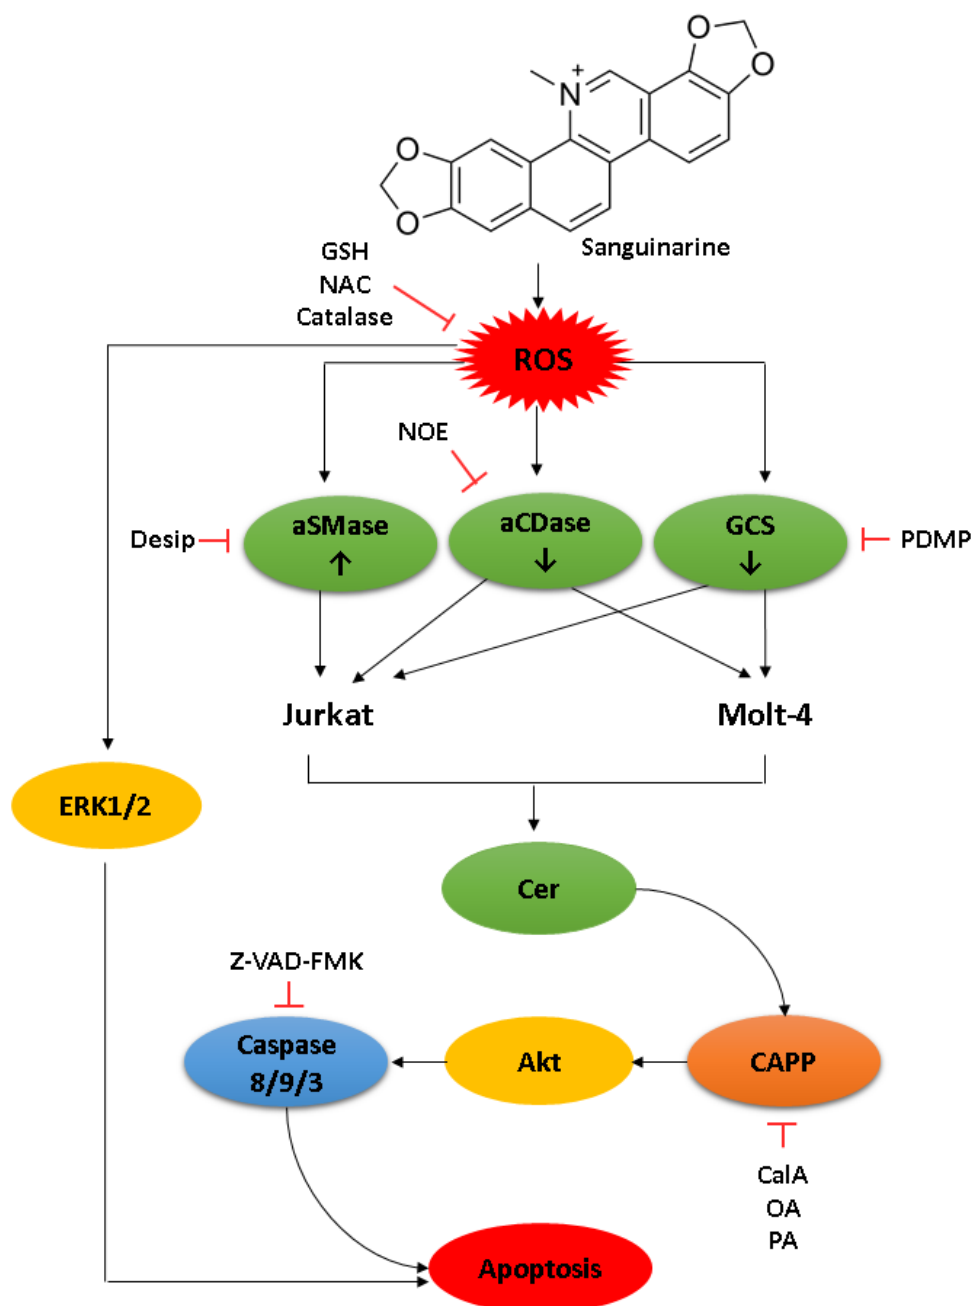 O
O
N
+
O
O
Sanguinarine
GSH
NAC
Catalase
ROS
NOE
Desip
aSMase
↑
aCDase
↓
GCS
↓
PDMP
Jurkat
Molt-4
ERK1/2
Cer
Z-VAD-FMK
Caspase
8/9/3
Akt
CAPP
CalA
OA
PA
Apoptosis